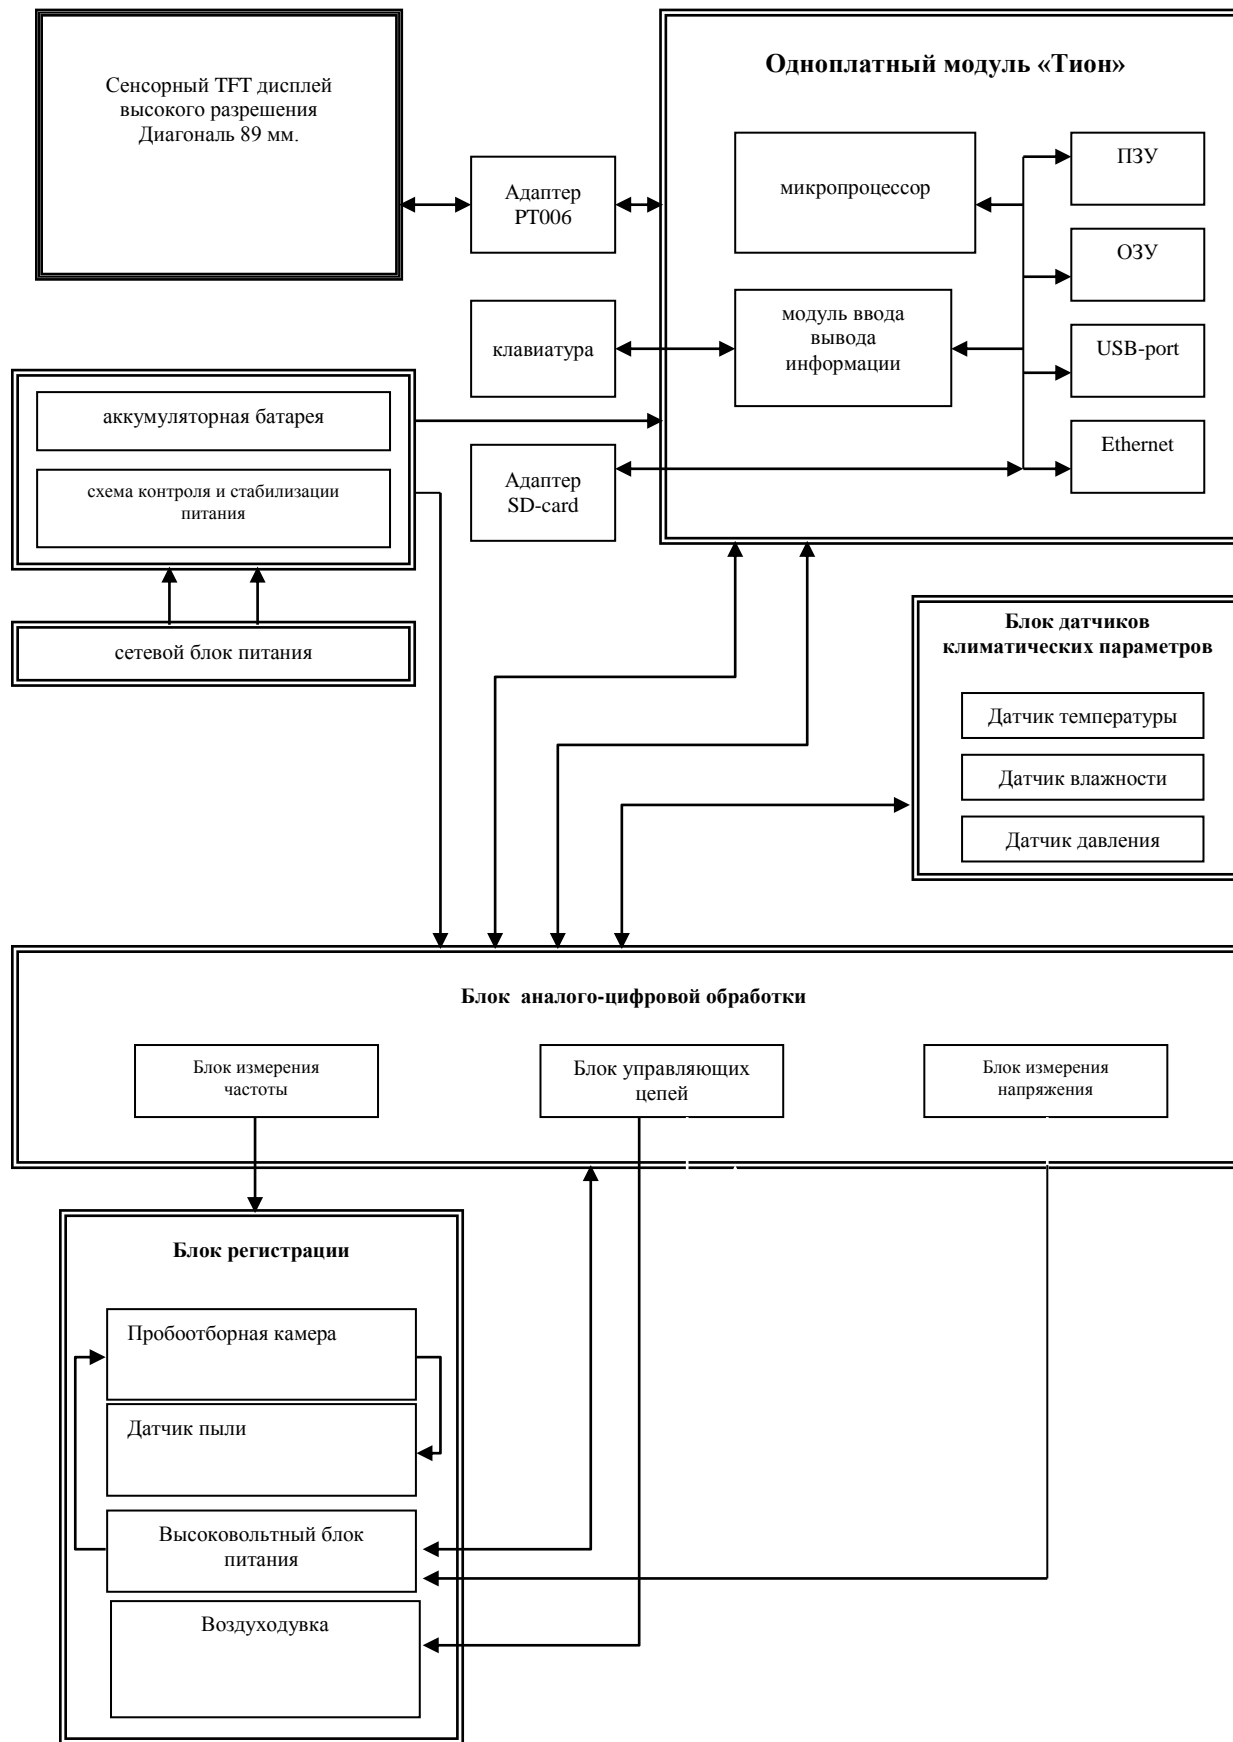 Сенсорный TFT дисплей
высокого разрешения
Диагональ 89 мм.
Одноплатный модуль «Тион»
Адаптер
PT006
микропроцессор
ПЗУ
ОЗУ
клавиатура
модуль ввода
вывода
информации
USB-port
аккумуляторная батарея
схема контроля и стабилизации
питания
Адаптер
SD-card
Ethernet
сетевой блок питания
Блок датчиков
климатических параметров
Датчик температуры
Датчик влажности
Датчик давления
Блок аналого-цифровой обработки
Блок измерения
частоты
Блок управляющих
цепей
Блок измерения
напряжения
Блок регистрации
Пробоотборная камера
Датчик пыли
Высоковольтный блок
питания
Воздуходувка